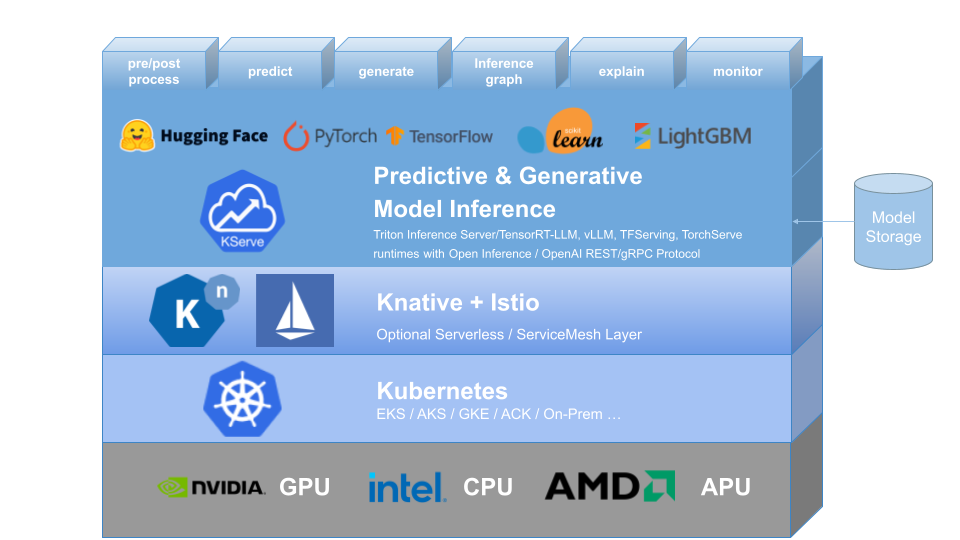 pre/post
process
predict
generate
Inference
graph
explain
monitor
Hugging Face
PyTorch
TensorFlow
scikit
learn
LightGBM
Predictive & Generative
Model Inference
Triton Inference Server/TensorRT-LLM, vLLM, TFServing, TorchServe
runtimes with Open Inference / OpenAI REST/gRPC Protocol
KServe
Model
Storage
K
n
Knative + Istio
Optional Serverless / ServiceMesh Layer
Kubernetes
EKS / AKS / GKE / ACK / On-Prem …
NVIDIA. GPU
intel. CPU
AMD APU